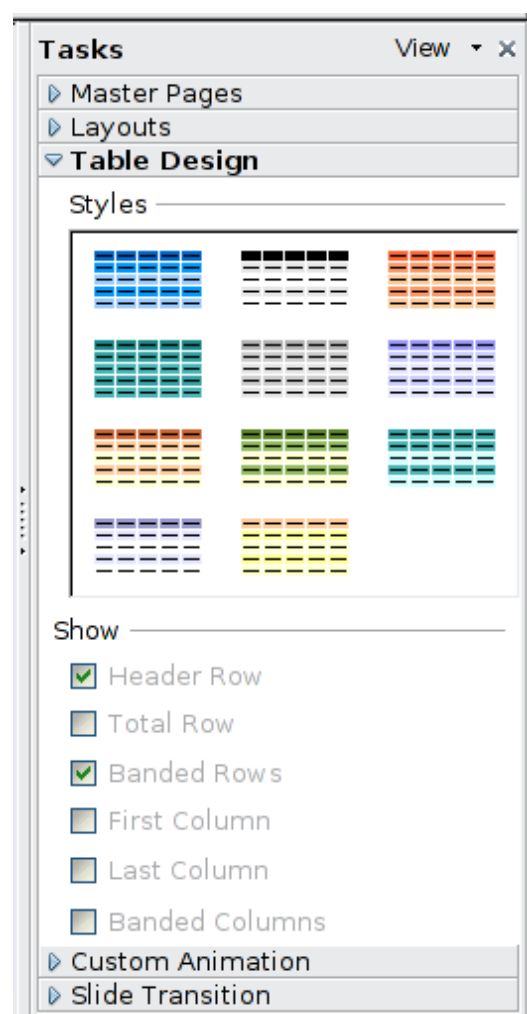 Tasks View
Master Pages
Layouts
Table Design
Styles
Show
Header Row
Total Row
Banded Rows
First Column
Last Column
Banded Columns
Custom Animation
Slide Transition